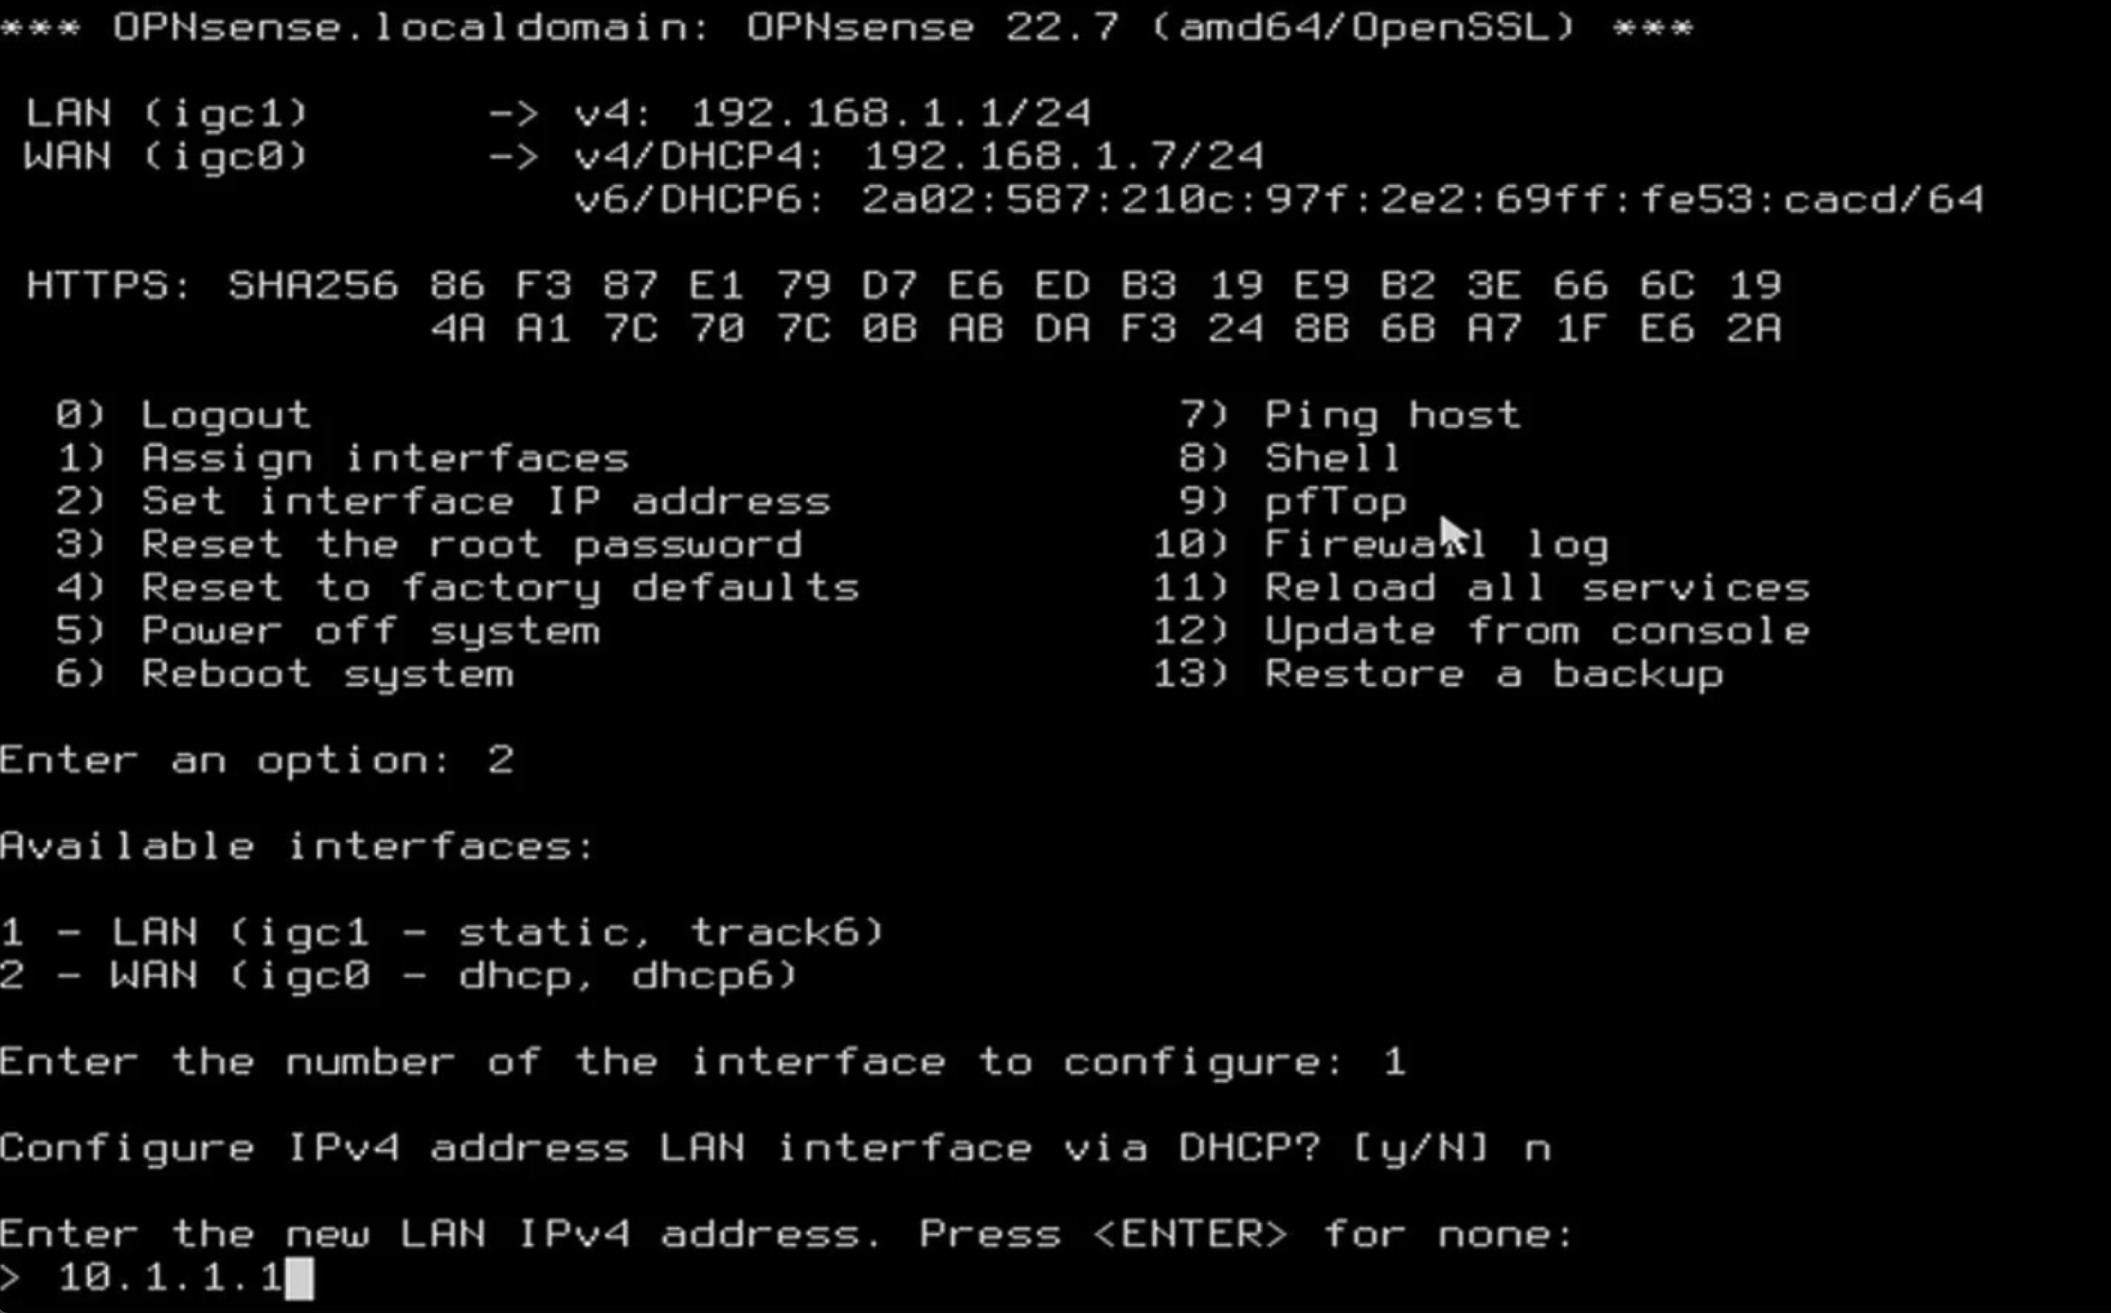 *** OPNsense.localdomain: OPNsense 22.7 (amd64/OpenSSL) ***
LAN (igc1) -> v4: 192.168.1.1/24
WAN (igc0) -> v4/DHCP4: 192.168.1.7/24
v6/DHCP6: 2a02:587:210c:97f:2e2:69ff:fe53:cacd/64
HTTPS: SHA256 86 F3 87 E1 79 D7 E6 ED B3 19 E9 B2 3E 66 6C 19
4A A1 7C 70 7C 0B AB DA F3 24 8B 6B A7 1F E6 2A
0) Logout 7) Ping host
1) Assign interfaces 8) Shell
2) Set interface IP address 9) pfTop
3) Reset the root password 10) Firewall log
4) Reset to factory defaults 11) Reload all services
5) Power off system 12) Update from console
6) Reboot system 13) Restore a backup
Enter an option: 2
Available interfaces:
1 - LAN (igc1 - static, track6)
2 - WAN (igc0 - dhcp, dhcp6)
Enter the number of the interface to configure: 1
Configure IPv4 address LAN interface via DHCP? [y/N] n
Enter the new LAN IPv4 address. Press <ENTER> for none:
> 10.1.1.1